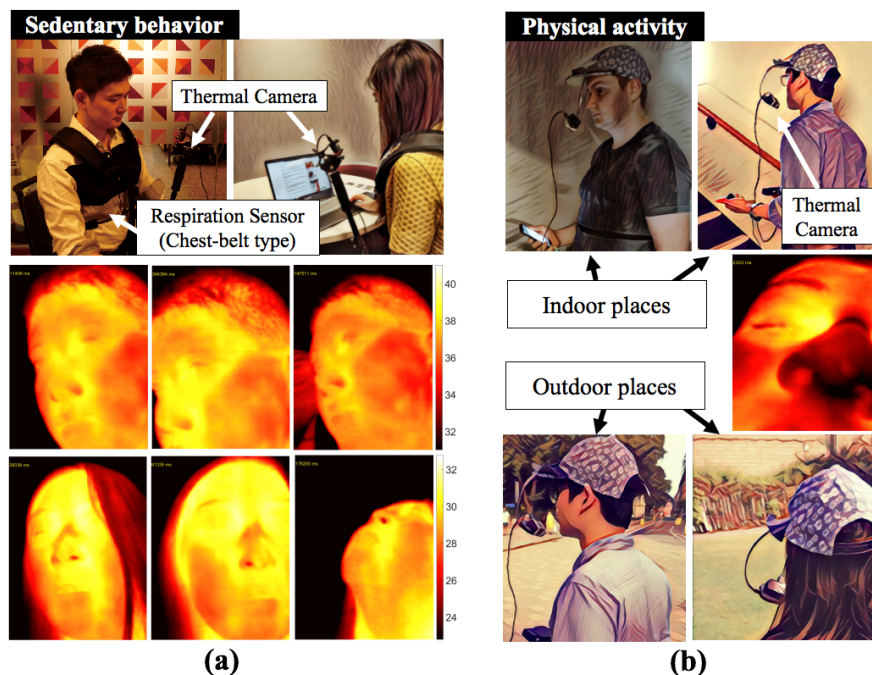 Sedentary behavior
Thermal Camera
Respiration Sensor
(Chest-belt type)
40
38
36
34
32
32
30
28
26
24
(a)
Physical activity
Thermal
Camera
Indoor places
Outdoor places
(b)